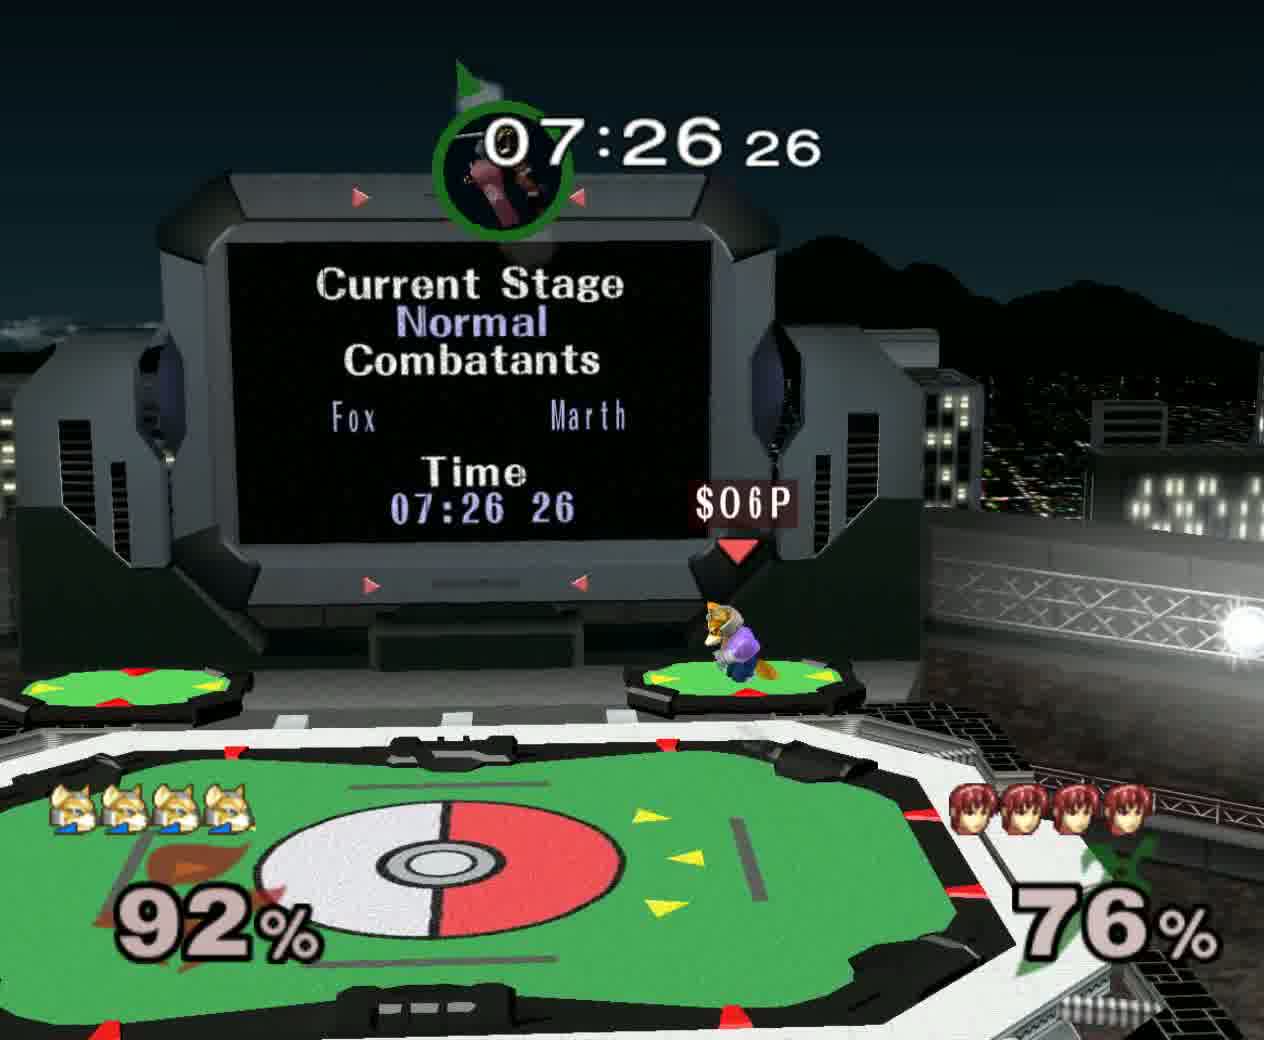 07:26 26
Current Stage
Normal
Combatants
Fox Marth
Time
07:26 26
$06P
92%
76%